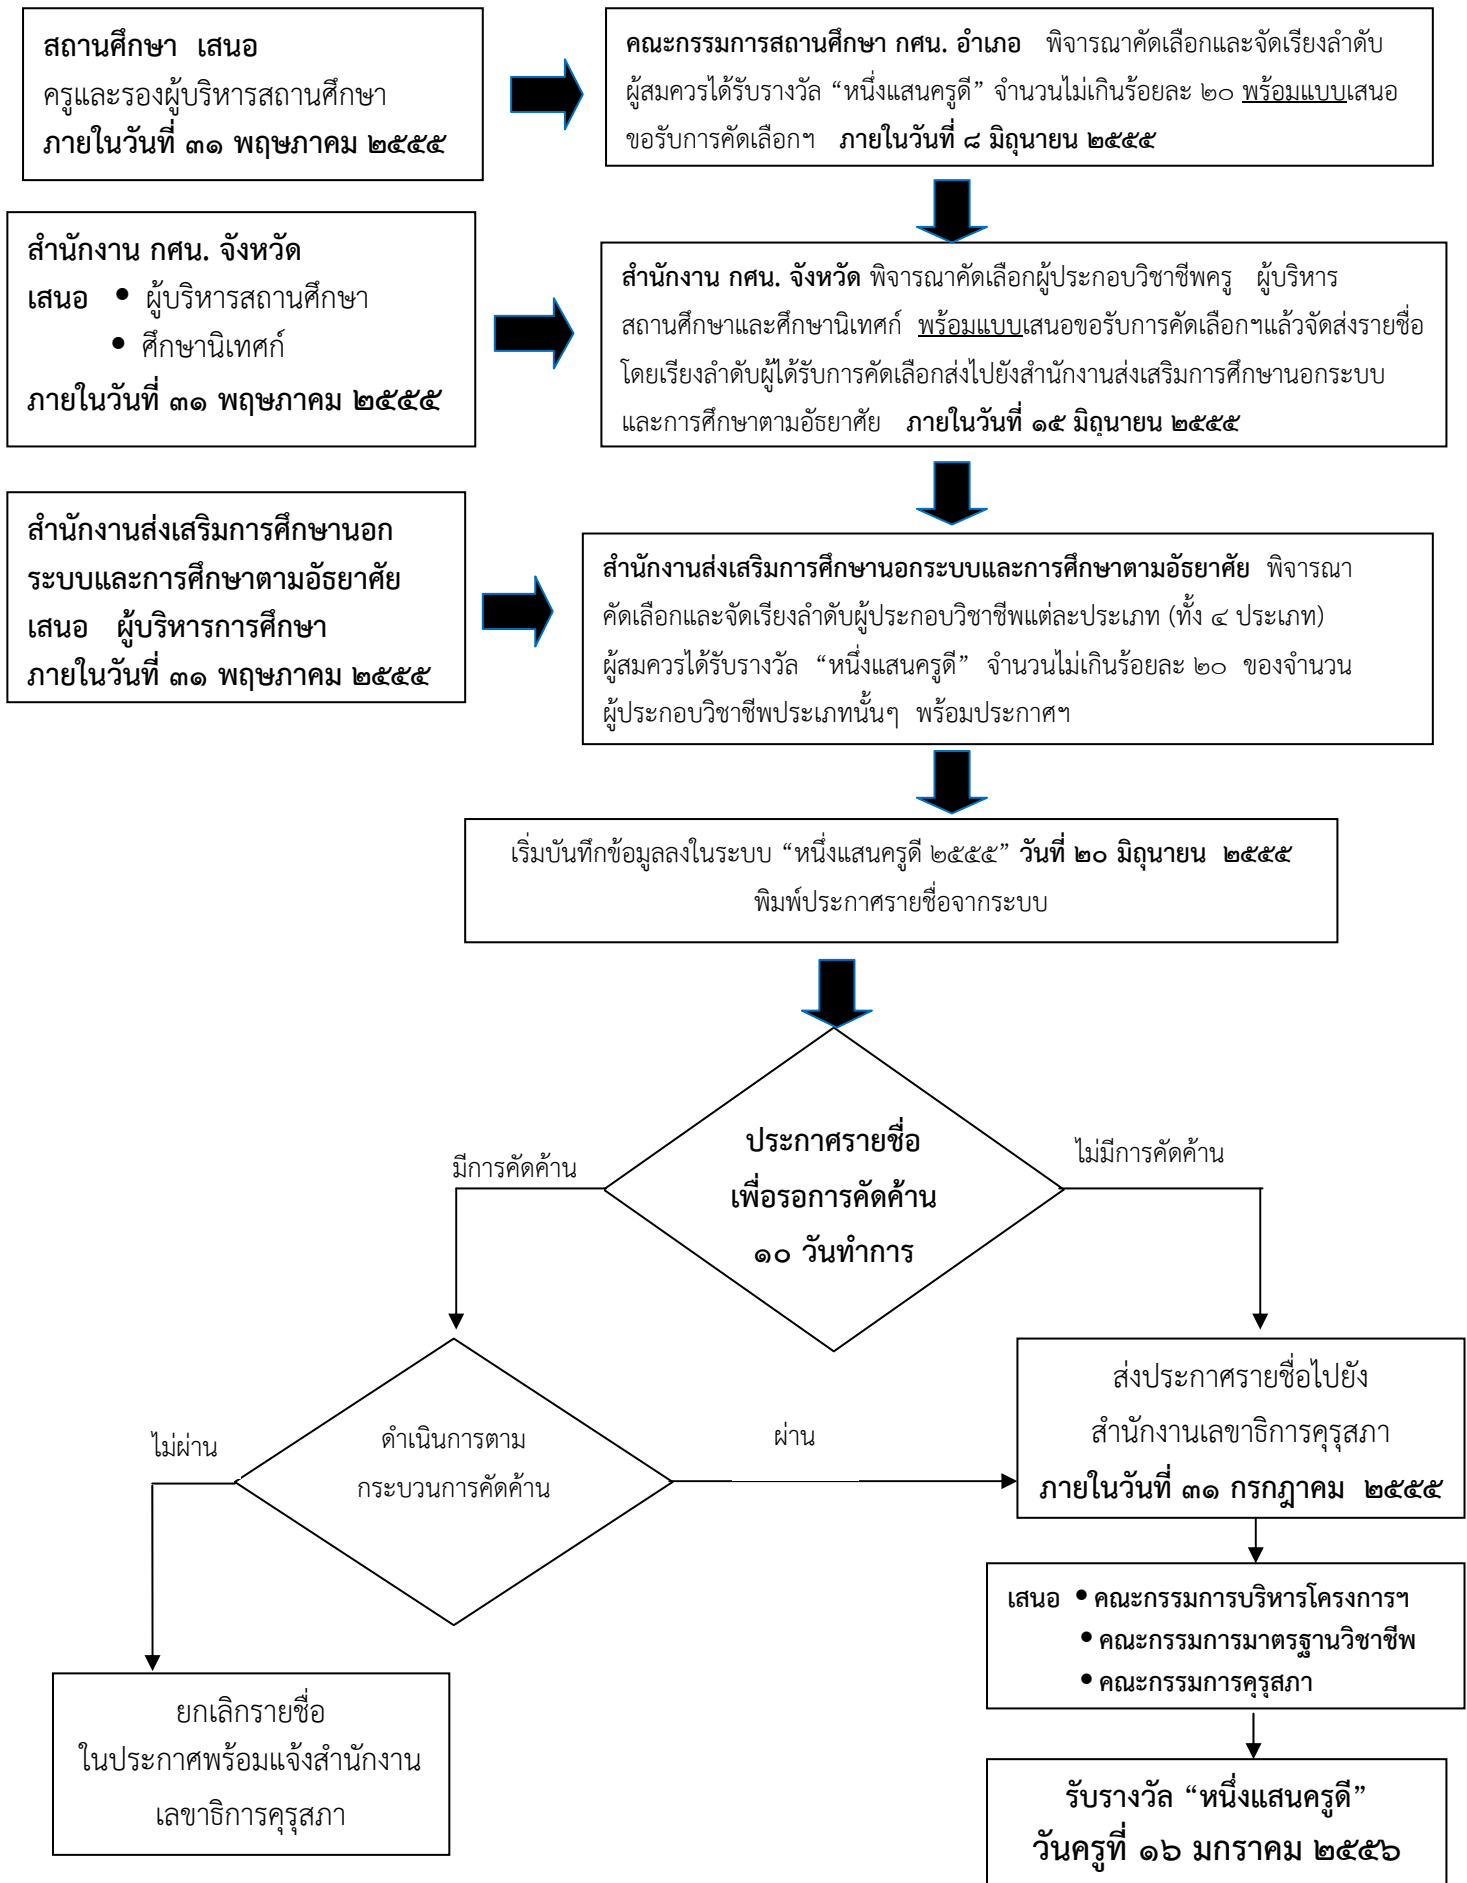 สถานศึกษา เสนอ
ครูและรองผู้บริหารสถานศึกษา
ภายในวันที่ ๓๑ พฤษภาคม ๒๕๕๕
คณะกรรมการสถานศึกษา กศน. อำเภอ พิจารณาคัดเลือกและจัดเรียงลำดับ
ผู้สมควรได้รับรางวัล “หนึ่งแสนครูดี” จำนวนไม่เกินร้อยละ ๒๐ พร้อมแบบเสนอ
ขอรับการคัดเลือกฯ ภายในวันที่ ๘ มิถุนายน ๒๕๕๕
สำนักงาน กศน. จังหวัด
เสนอ • ผู้บริหารสถานศึกษา
• ศึกษานิเทศก์
ภายในวันที่ ๓๑ พฤษภาคม ๒๕๕๕
สำนักงาน กศน. จังหวัด พิจารณาคัดเลือกผู้ประกอบวิชาชีพครู ผู้บริหาร
สถานศึกษาและศึกษานิเทศก์ พร้อมแบบเสนอขอรับการคัดเลือกฯแล้วจัดส่งรายชื่อ
โดยเรียงลำดับผู้ได้รับการคัดเลือกส่งไปยังสำนักงานส่งเสริมการศึกษานอกระบบ
และการศึกษาตามอัธยาศัย ภายในวันที่ ๑๕ มิถุนายน ๒๕๕๕
สำนักงานส่งเสริมการศึกษานอก
ระบบและการศึกษาตามอัธยาศัย
เสนอ ผู้บริหารการศึกษา
ภายในวันที่ ๓๑ พฤษภาคม ๒๕๕๕
สำนักงานส่งเสริมการศึกษานอกระบบและการศึกษาตามอัธยาศัย พิจารณา
คัดเลือกและจัดเรียงลำดับผู้ประกอบวิชาชีพแต่ละประเภท (ทั้ง ๔ ประเภท)
ผู้สมควรได้รับรางวัล “หนึ่งแสนครูดี” จำนวนไม่เกินร้อยละ ๒๐ ของจำนวน
ผู้ประกอบวิชาชีพประเภทนั้นๆ พร้อมประกาศฯ
เริ่มบันทึกข้อมูลลงในระบบ “หนึ่งแสนครูดี ๒๕๕๕” วันที่ ๒๐ มิถุนายน ๒๕๕๕
พิมพ์ประกาศรายชื่อจากระบบ
ประกาศรายชื่อ
เพื่อรอการคัดค้าน
๑๐ วันทำการ
มีการคัดค้าน
ไม่มีการคัดค้าน
ดำเนินการตาม
กระบวนการคัดค้าน
ไม่ผ่าน
ผ่าน
ส่งประกาศรายชื่อไปยัง
สำนักงานเลขาธิการคุรุสภา
ภายในวันที่ ๓๑ กรกฎาคม ๒๕๕๕
เสนอ • คณะกรรมการบริหารโครงการฯ
• คณะกรรมการมาตรฐานวิชาชีพ
• คณะกรรมการคุรุสภา
ยกเลิกรายชื่อ
ในประกาศพร้อมแจ้งสำนักงาน
เลขาธิการคุรุสภา
รับรางวัล “หนึ่งแสนครูดี”
วันครูที่ ๑๖ มกราคม ๒๕๕๖